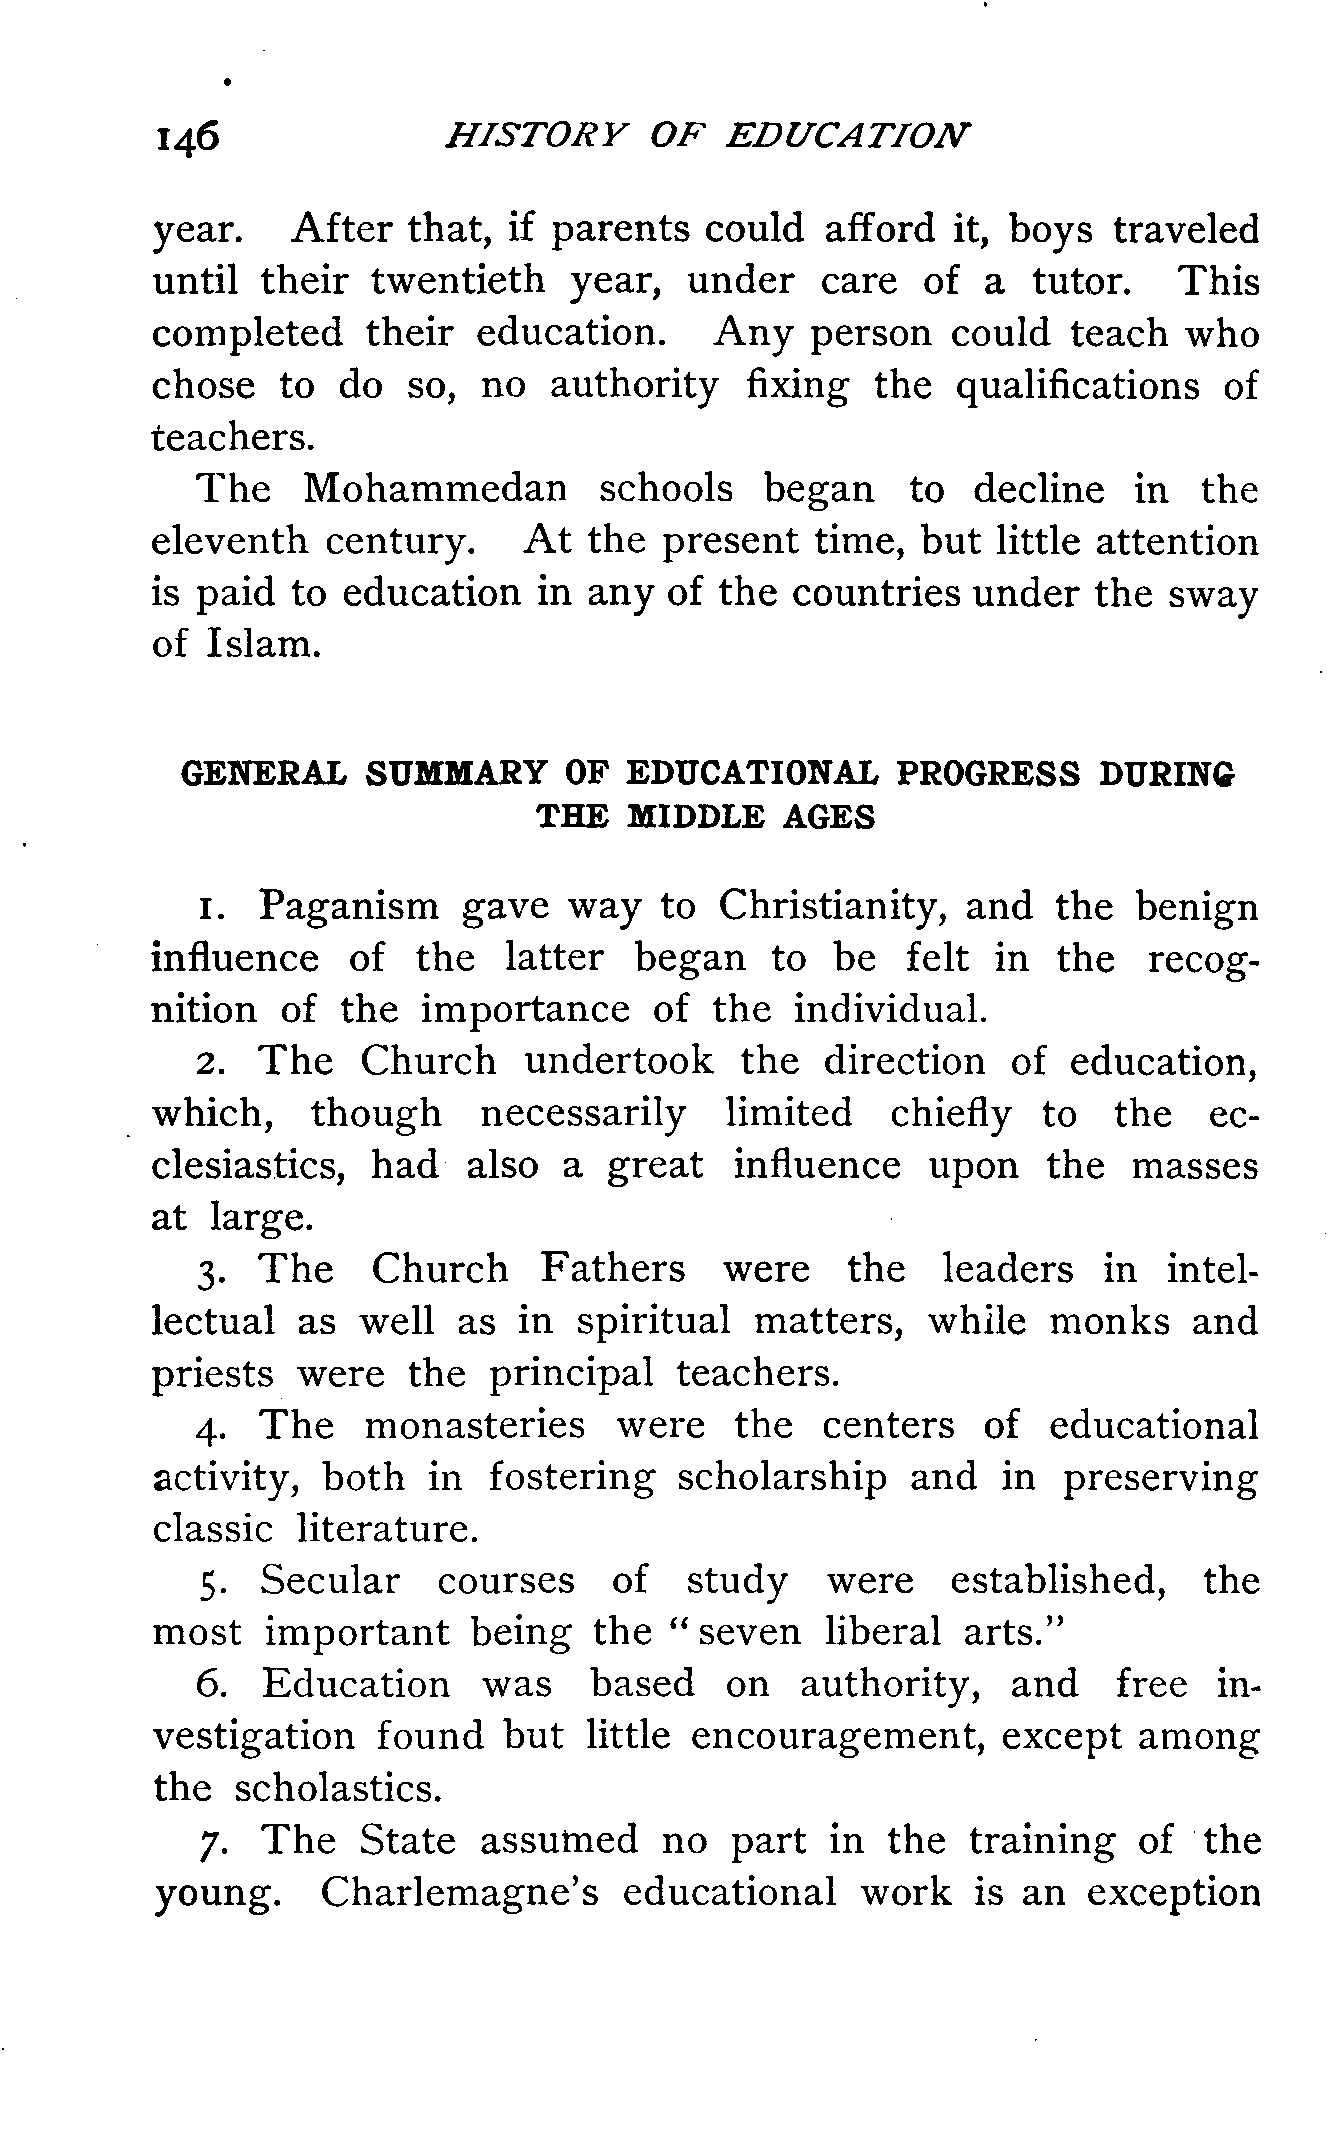 146 HISTORY OF EDUCATION
year. After that, if parents could afford it, boys traveled
until their twentieth year, under care of a tutor. This
completed their education. Any person could teach who
chose to do so, no authority fixing the qualifications of
teachers.
The Mohammedan schools began to decline in the
eleventh century. At the present time, but little attention
is paid to education in any of the countries under the sway
of Islam.
GENERAL SUMMARY OF EDUCATIONAL PROGRESS DURING
THE MIDDLE AGES
1. Paganism gave way to Christianity, and the benign
influence of the latter began to be felt in the recog-
nition of the importance of the individual.
2. The Church undertook the direction of education,
which, though necessarily limited chiefly to the ec-
clesiastics, had also a great influence upon the masses
at large.
3. The Church Fathers were the leaders in intel-
lectual as well as in spiritual matters, while monks and
priests were the principal teachers.
4. The monasteries were the centers of educational
activity, both in fostering scholarship and in preserving
classic literature.
5. Secular courses of study were established, the
most important being the “seven liberal arts.”
6. Education was based on authority, and free in-
vestigation found but little encouragement, except among
the scholastics.
7. The State assumed no part in the training of the
young. Charlemagne's educational work is an exception